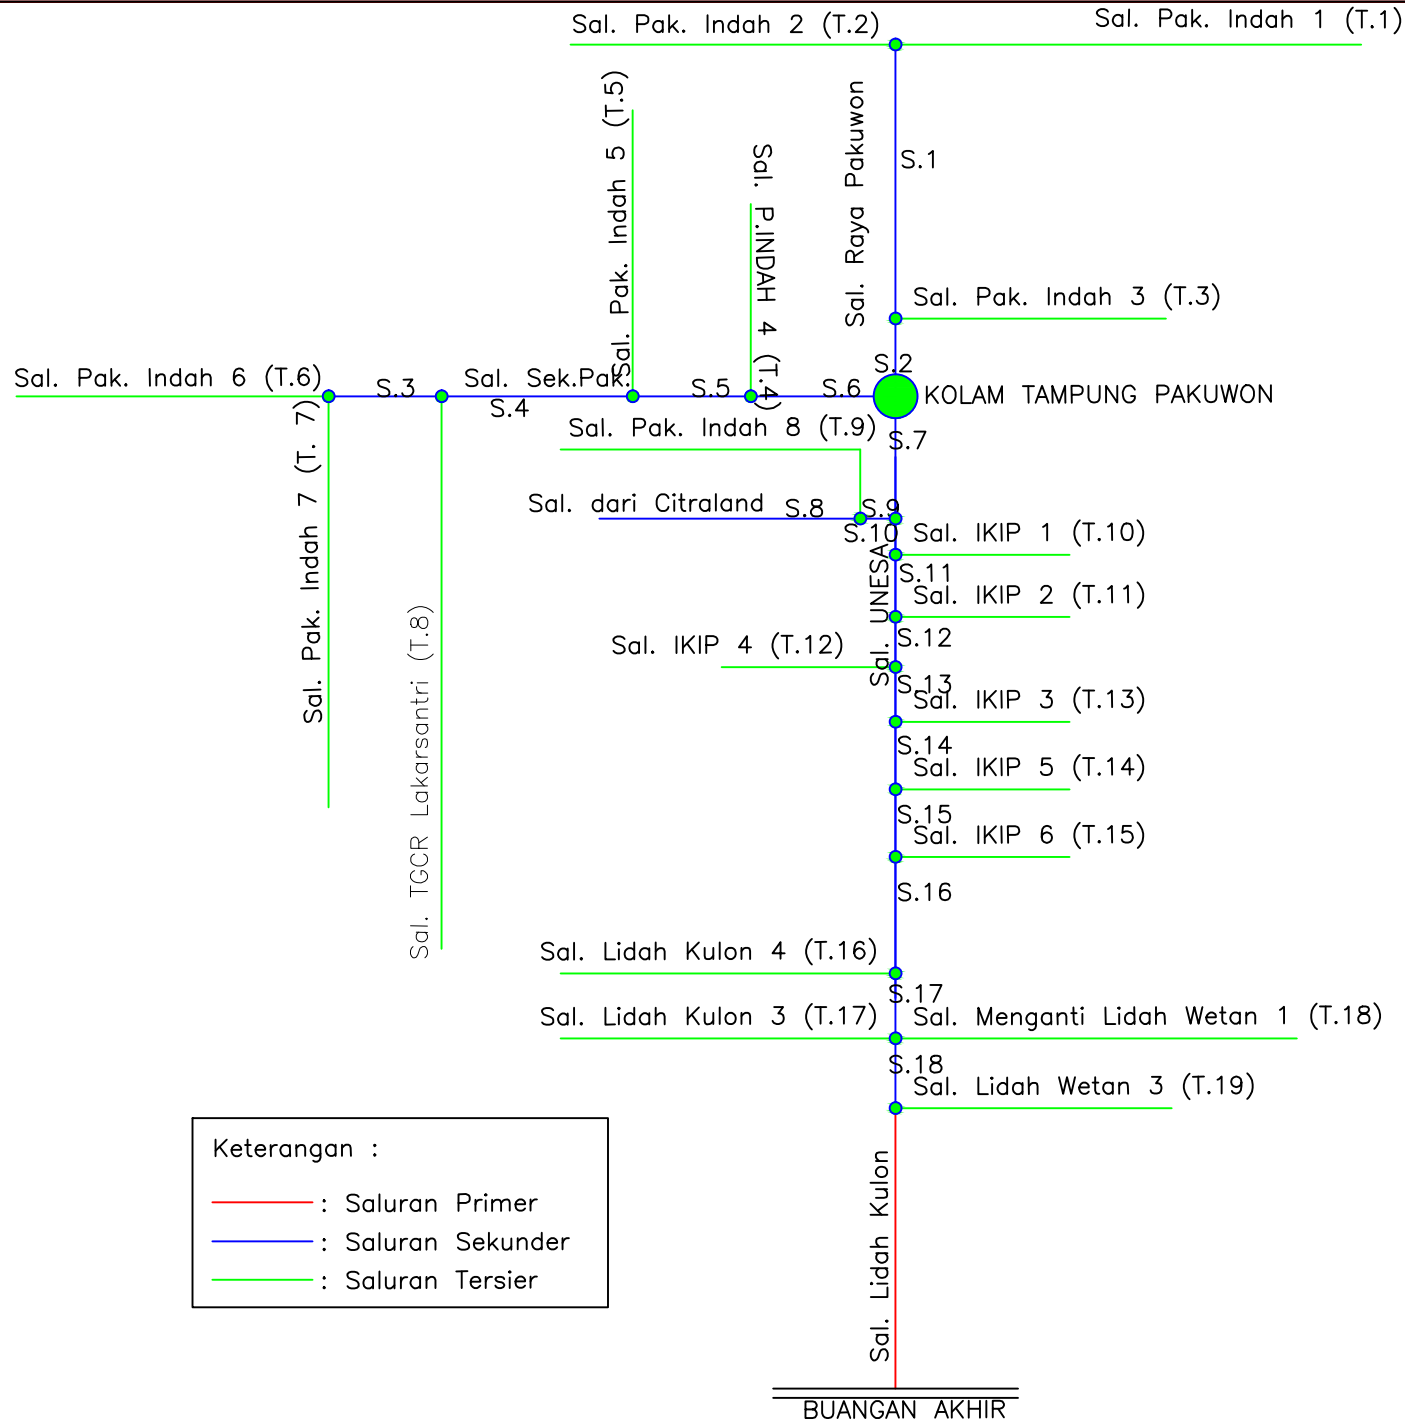 Sal. Pak. Indah 2 (T.2)
Sal. Pak. Indah 1 (T.1)
Sal. Raya Pakuwon
S.1
Sal. Pak. Indah 5 (T.5)
Sal. P.INDAH 4 (T.4)
Sal. Pak. Indah 3 (T.3)
S.2
Sal. Pak. Indah 6 (T.6)
S.3
Sal. Sek.Pak.
S.4
S.5
S.6
KOLAM TAMPUNG PAKUWON
Sal. Pak. Indah 7 (T. 7)
Sal. TGCR Lakarsantri (T.8)
Sal. Pak. Indah 8 (T.9)
S.7
Sal. dari Citraland
S.8
S.9
S.10
Sal. UNESA
Sal. IKIP 1 (T.10)
S.11
Sal. IKIP 2 (T.11)
S.12
Sal. IKIP 4 (T.12)
S.13
Sal. IKIP 3 (T.13)
S.14
Sal. IKIP 5 (T.14)
S.15
Sal. IKIP 6 (T.15)
S.16
Sal. Lidah Kulon 4 (T.16)
S.17
Sal. Lidah Kulon 3 (T.17)
Sal. Menganti Lidah Wetan 1 (T.18)
S.18
Sal. Lidah Wetan 3 (T.19)
Sal. Lidah Kulon
Keterangan :
: Saluran Primer
: Saluran Sekunder
: Saluran Tersier
BUANGAN AKHIR